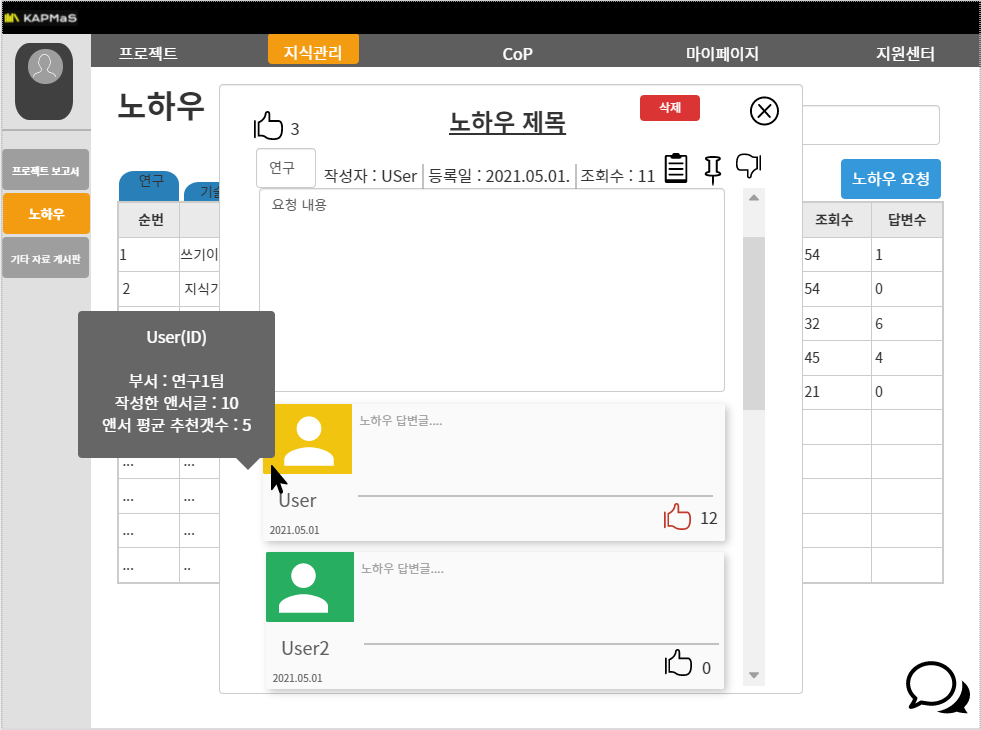 KAPMaS
프로젝트
지식관리
CoP
마이페이지
지원센터
노하우
프로젝트 보고서
노하우
기타 자료 게시판
노하우 요청
연구
순번
조회수
답변수
1
쓰기이
54
1
2
지식기
54
0
32
6
45
4
21
0
...
...
...
...
...
...
...
..
3
노하우 제목
삭제
연구
작성자 : USer
등록일 : 2021.05.01.
조회수 : 11
요청 내용
User(ID)
부서 : 연구1팀
작성한 앤서글 : 10
앤서 평균 추천갯수 : 5
노하우 답변글....
User
2021.05.01
12
노하우 답변글....
User2
2021.05.01
0